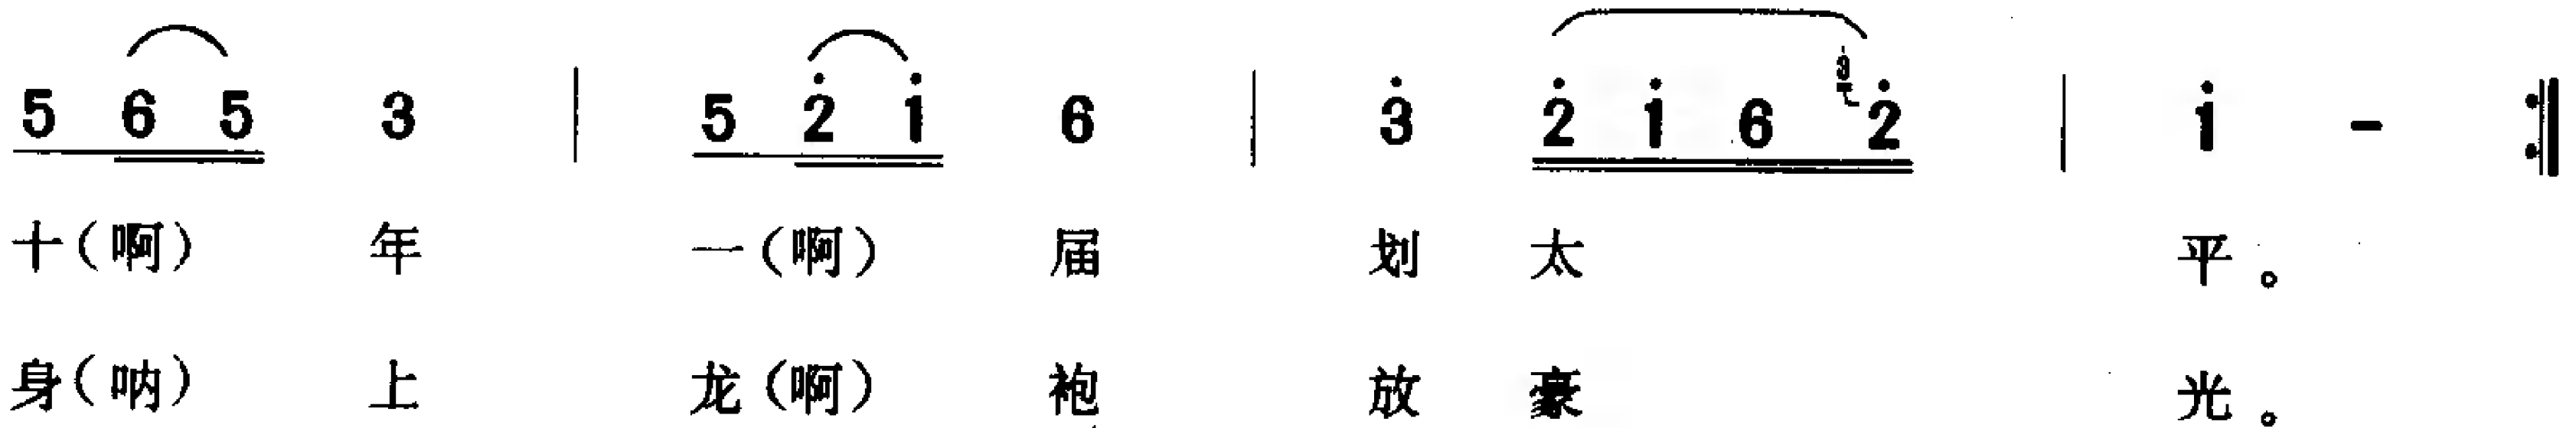 5 6 5 3 | 5 2̇ 1̇ 6 | 3̇ 2̇ 1̇ 6 3̇ 2̇ | 1̇ - :‖
十(啊) 年 一(啊) 届 划 太 平。
身(呐) 上 龙(啊) 袍 放 豪 光。